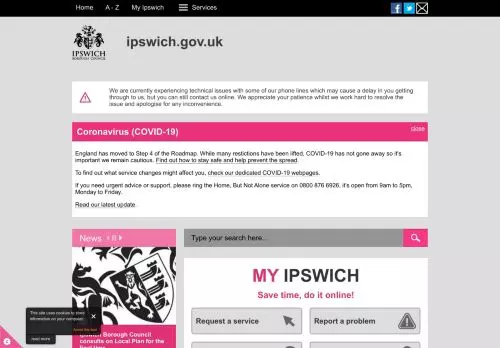 Home
A - Z
My Ipswich
Services
IPSWICH
BOROUGH COUNCIL
ipswich.gov.uk
We are currently experiencing technical issues with some of our phone lines which may cause a delay in you getting
through to us, but you can still contact us online. We appreciate your patience whilst we work hard to resolve the
issue and apologise for any inconvenience.
Coronavirus (COVID-19)
close
England has moved to Step 4 of the Roadmap. While many restictions have been lifted, COVID-19 has not gone away so it's
important we remain cautious. Find out how to stay safe and help prevent the spread.
To find out what service changes might affect you, check our dedicated COVID-19 webpages.
If you need urgent advice or support, please ring the Home, But Not Alone service on 0800 876 6926, it's open from 9am to 5pm,
Monday to Friday.
Read our latest update.
News
Type your search here...
MY IPSWICH
Save time, do it online!
Request a service
Report a problem
This site uses cookies to store
information on your computer.
read more
Ipswich Borough Council
consults on Local Plan for the